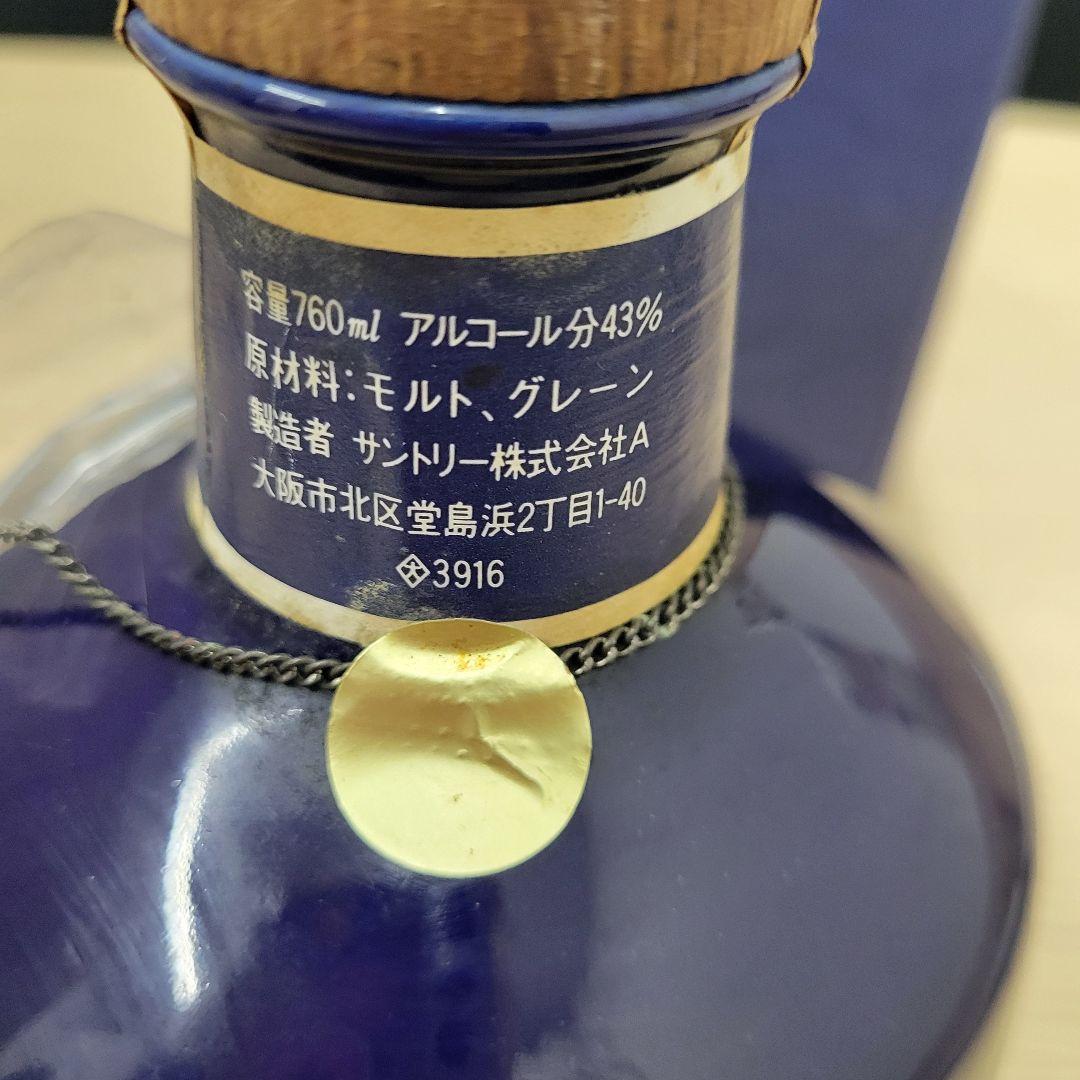 容量760ml アルコール分43%
原材料:モルト、グレーン
製造者 サントリー株式会社A
大阪市北区堂島浜2丁目1-40
3916